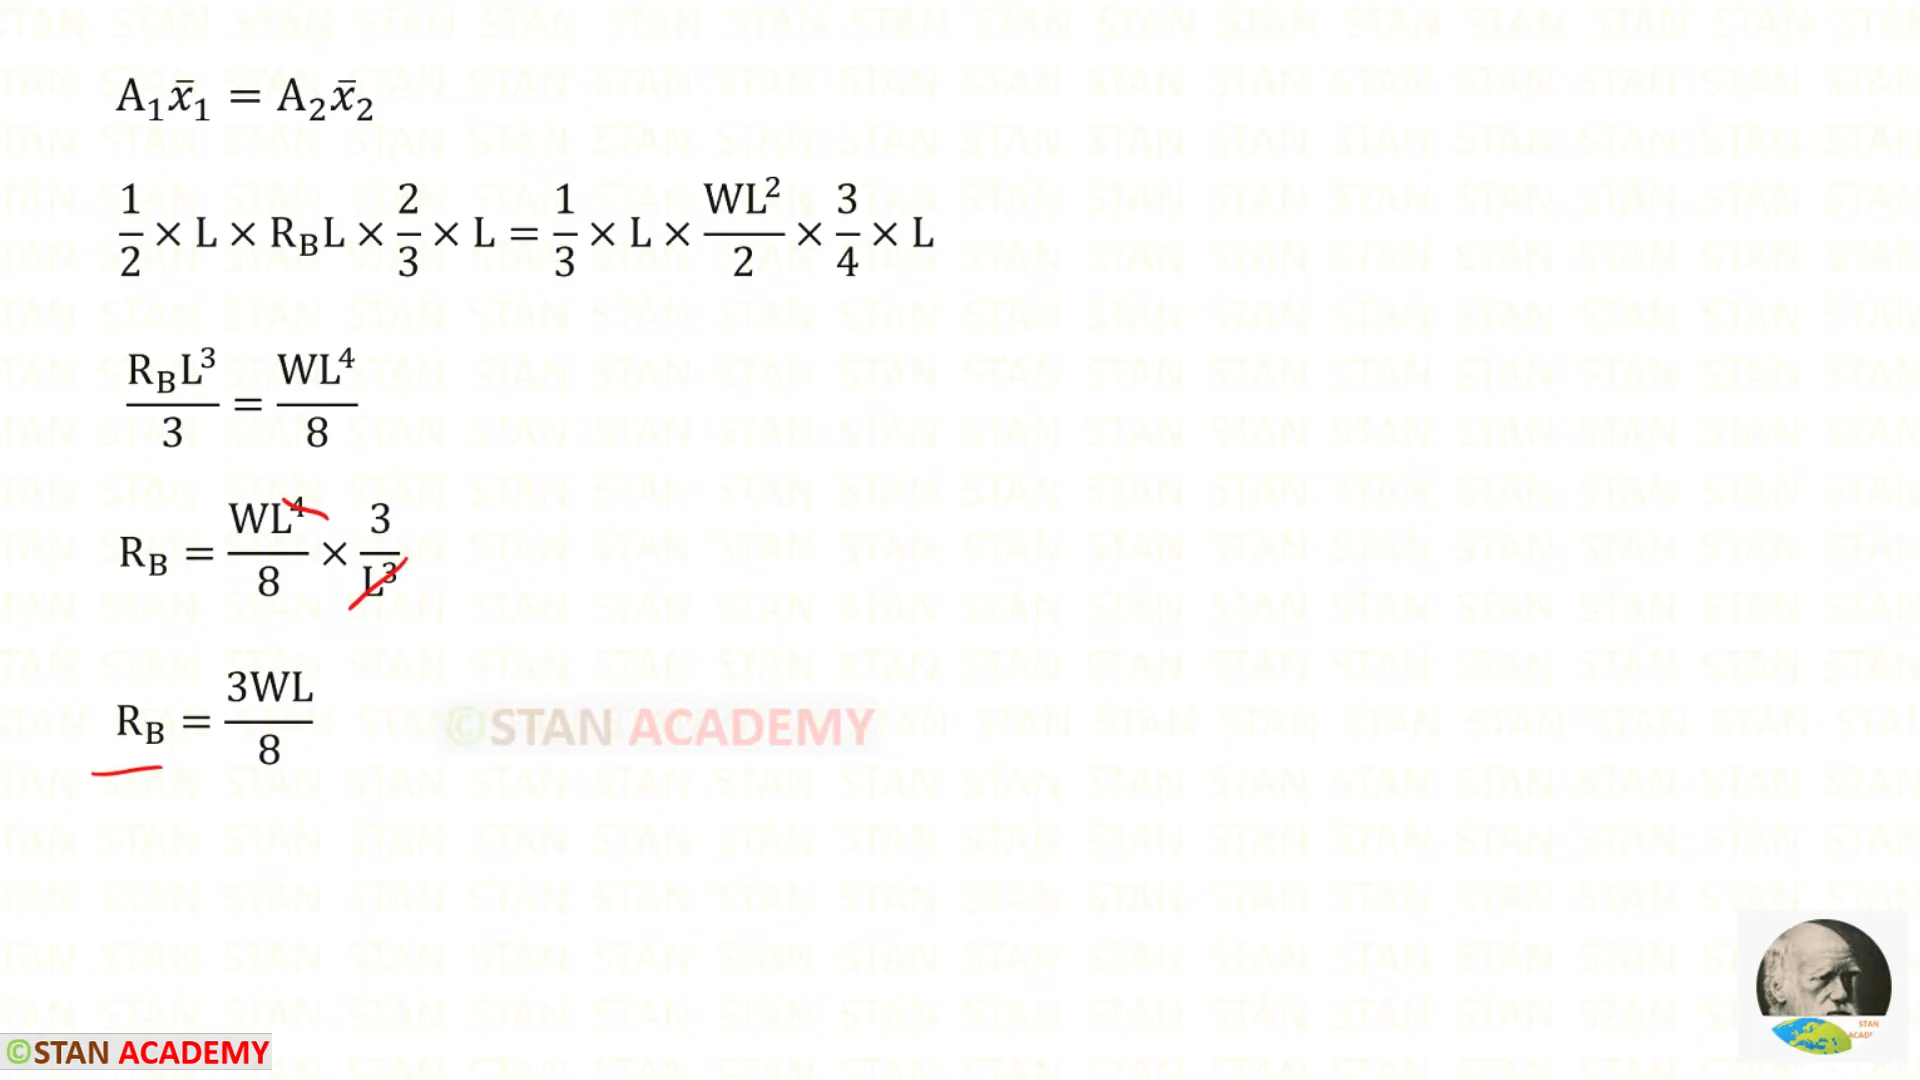 A₁x̄₁ = A₂x̄₂
1/2 × L × R_BL × 2/3 × L = 1/3 × L × WL²/2 × 3/4 × L
R_BL³/3 = WL⁴/8
R_B = WL⁴/8 × 3/L³
R_B = 3WL/8
©STAN ACADEMY
©STAN ACADEMY
STAN